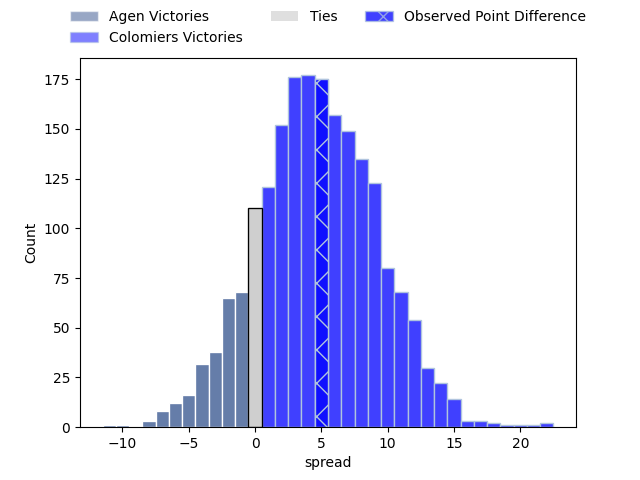 Agen Victories
Colomiers Victories
Ties
Observed Point Difference
Count
175
150
125
100
75
50
25
0
−10
−5
0
5
10
15
20
spread